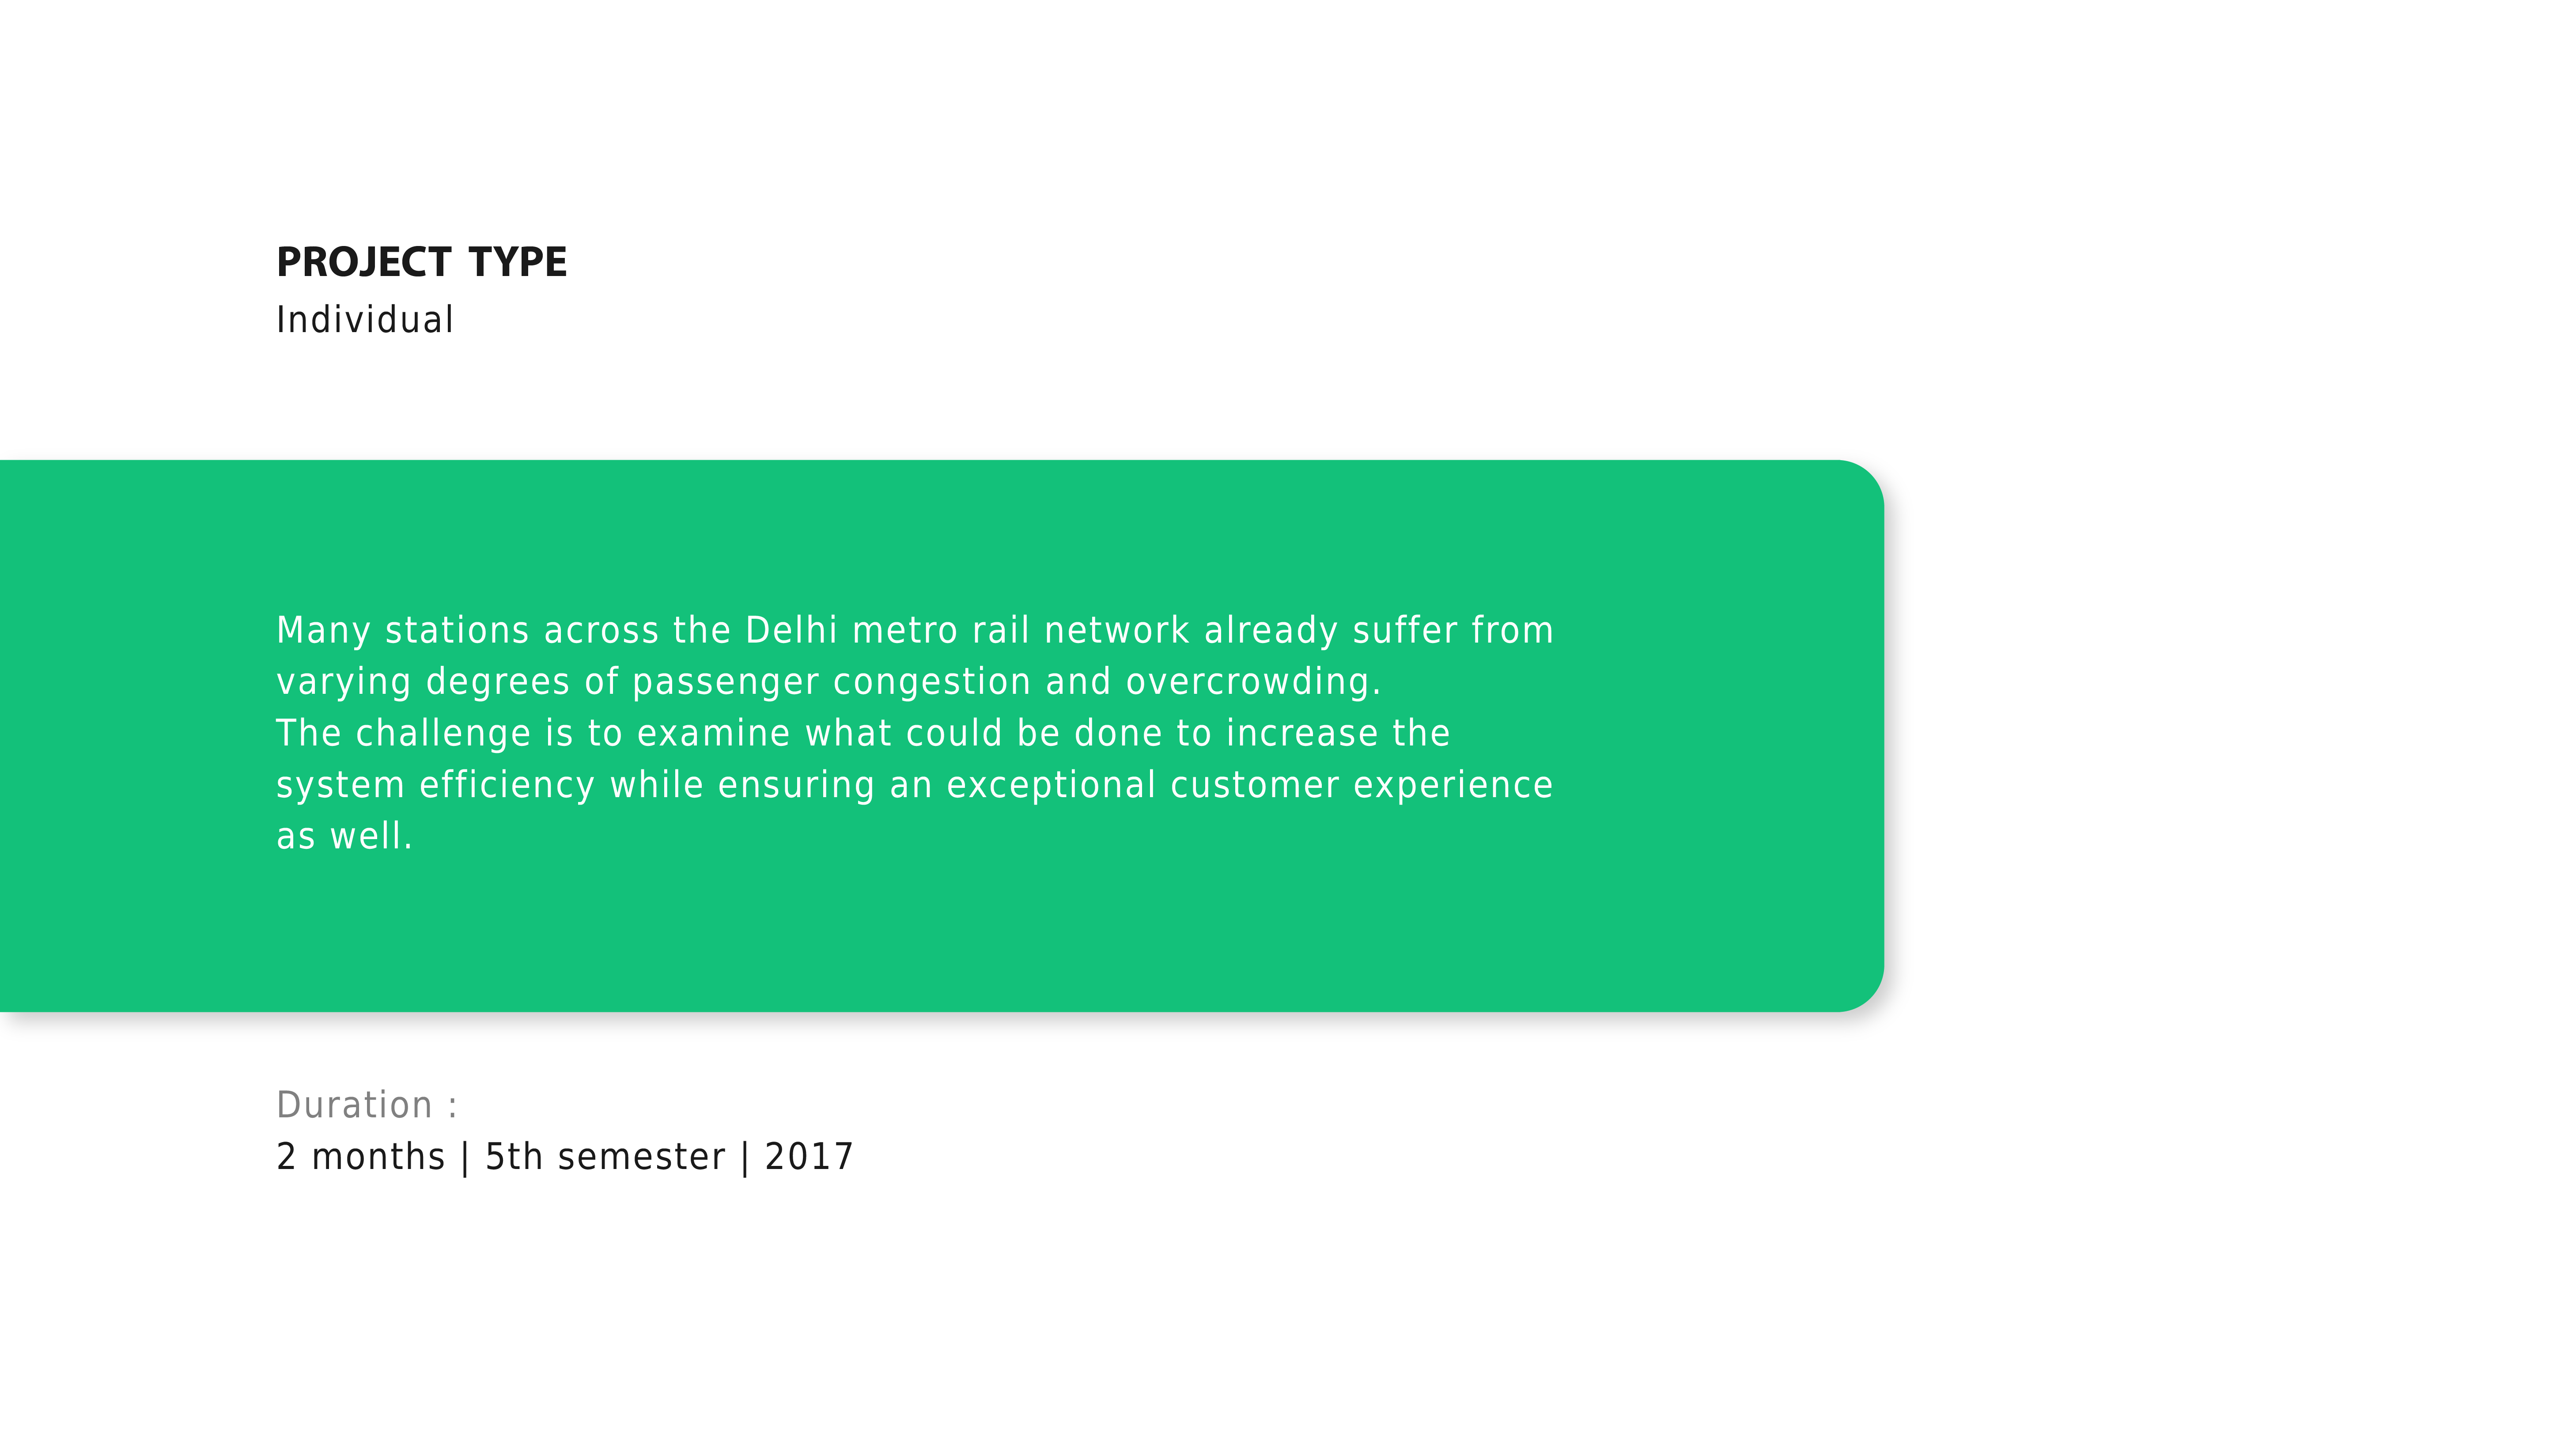 PROJECT TYPE
Individual
Many stations across the Delhi metro rail network already suffer from
varying degrees of passenger congestion and overcrowding.
The challenge is to examine what could be done to increase the
system efficiency while ensuring an exceptional customer experience
as well.
Duration :
2 months | 5th semester | 2017